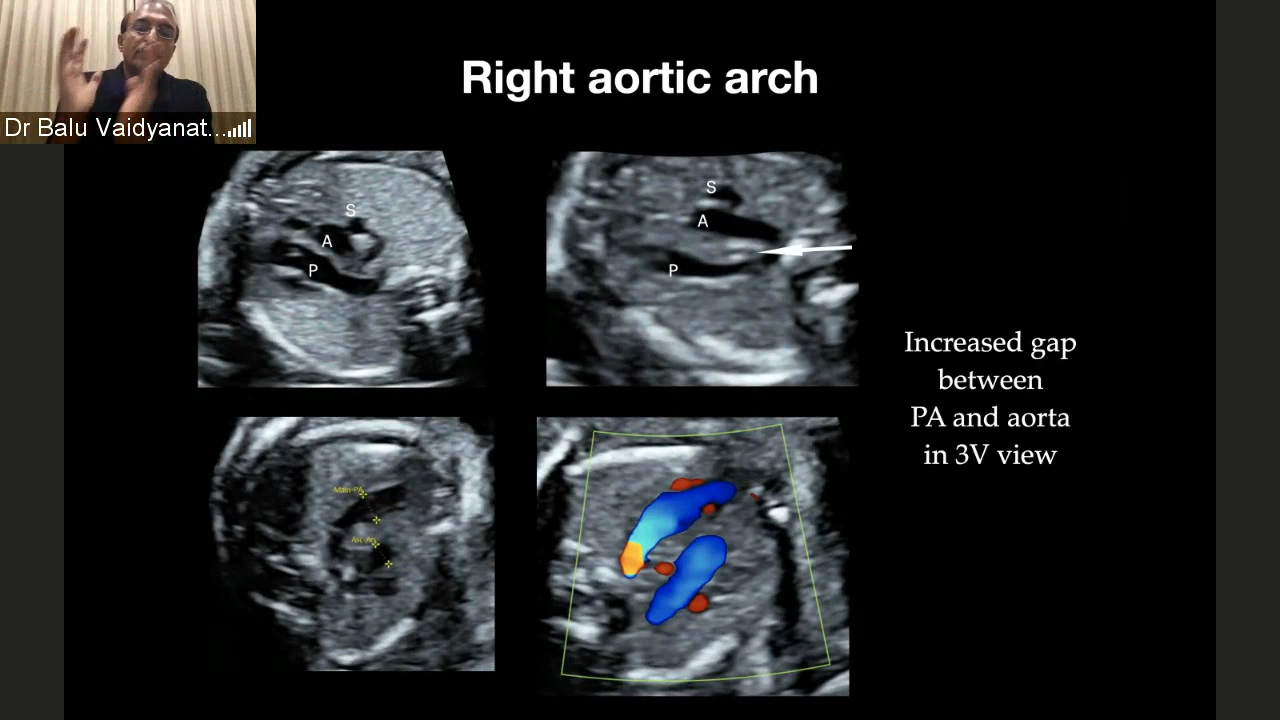 Dr Balu Vaidyanat...
Right aortic arch
S
A
P
S
A
P
Increased gap
between
PA and aorta
in 3V view
Main-PA
Asc-Ao